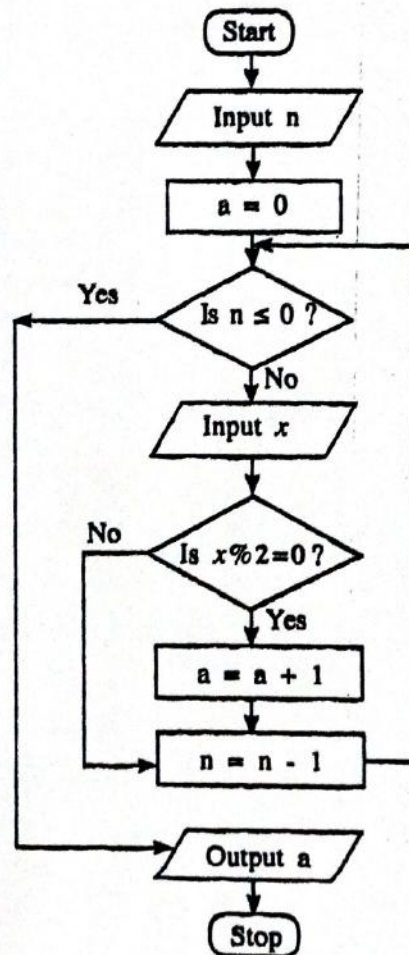 Start
Input n
a = 0
Yes
Is n ≤ 0 ?
No
Input x
No
Is x%2=0 ?
Yes
a = a + 1
n = n - 1
Output a
Stop